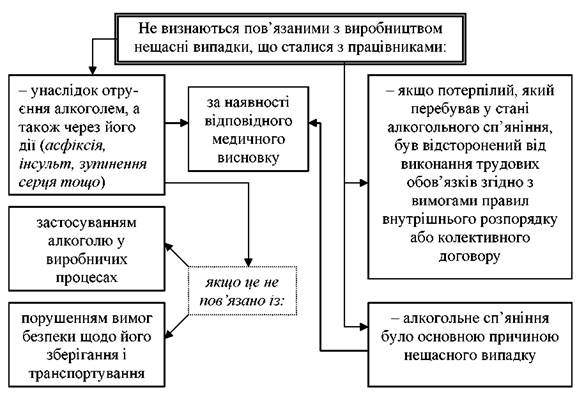 Не визнаються пов’язаними з виробництвом
нещасні випадки, що сталися з працівниками:
– унаслідок отру-
єння алкоголем, а
також через його
дії (асфіксія,
інсульт, зупинення
серця тощо)
за наявності
відповідного
медичного
висновку
– якщо потерпілий, який
перебував у стані
алкогольного сп’яніння,
був відсторонений від
виконання трудових
обов’язків згідно з
вимогами правил
внутрішнього розпорядку
або колективного
договору
застосуванням
алкоголю у
виробничих
процесах
якщо це не
пов’язано із:
порушенням вимог
безпеки щодо його
зберігання і
транспортування
– алкогольне сп’яніння
було основною причиною
нещасного випадку